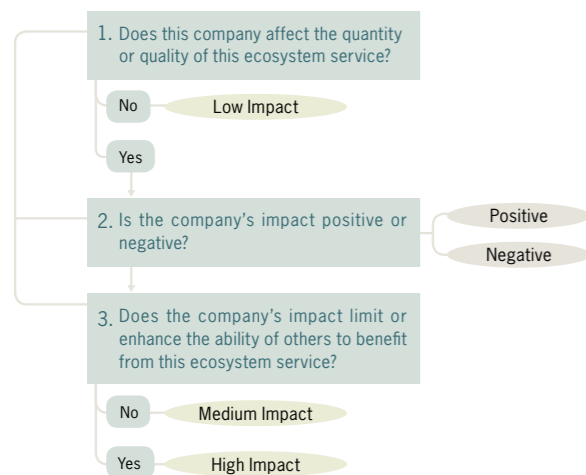 1. Does this company affect the quantity
or quality of this ecosystem service?
No
Low Impact
Yes
2. Is the company's impact positive or
negative?
Positive
Negative
3. Does the company's impact limit or
enhance the ability of others to benefit
from this ecosystem service?
No
Medium Impact
Yes
High Impact